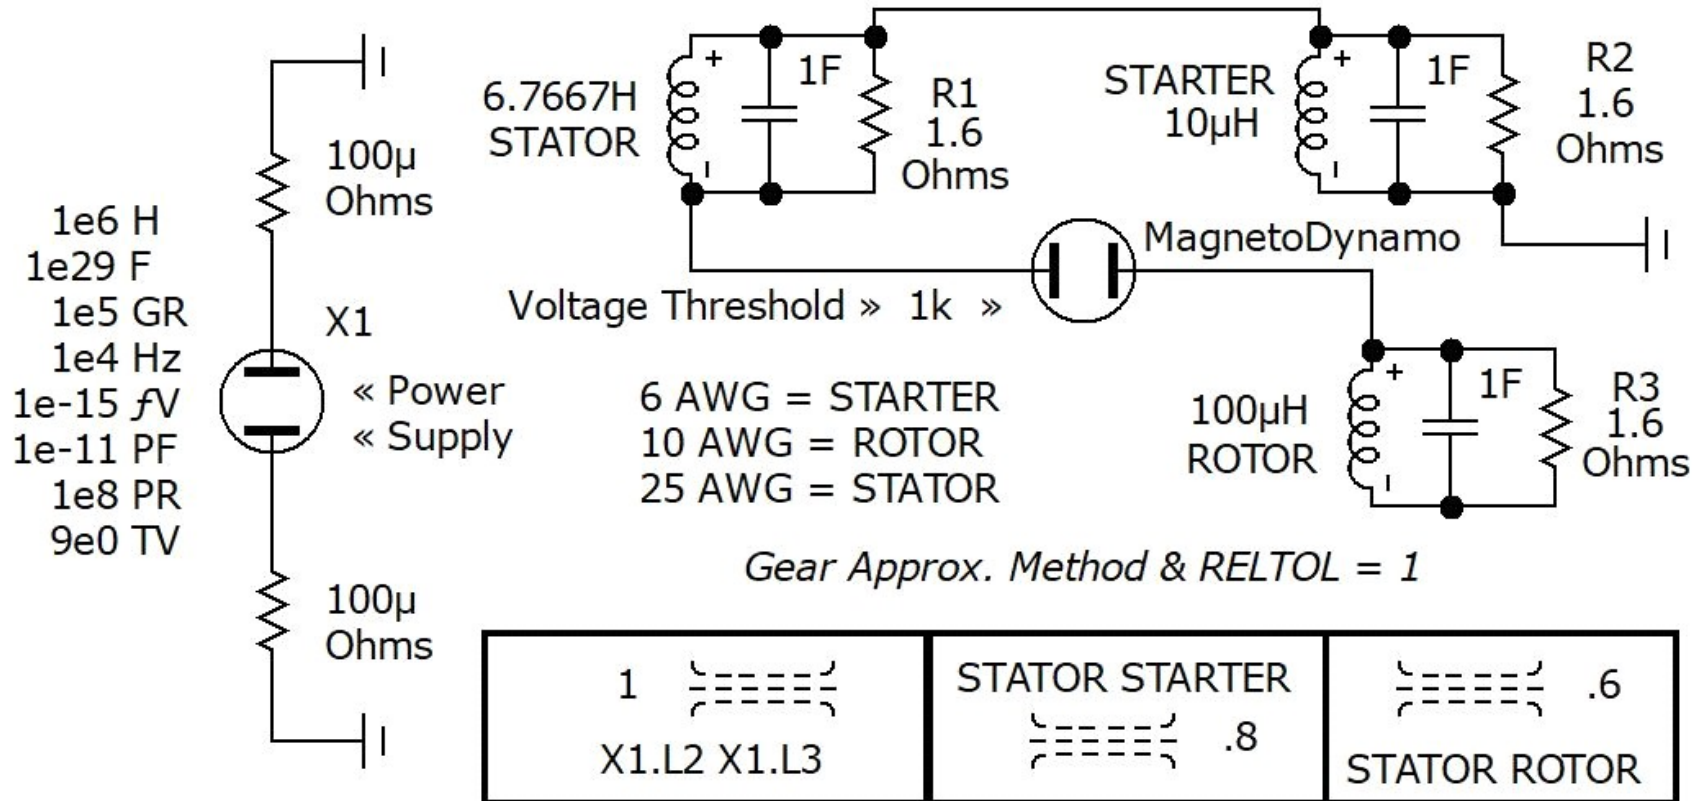 1e6 H
1e29 F
1e5 GR
1e4 Hz
1e-15 ƒV
1e-11 PF
1e8 PR
9e0 TV
100µ
Ohms
X1
« Power
« Supply
100µ
Ohms
6.7667H
STATOR
+
-
1F
R1
1.6
Ohms
STARTER
10µH
+
-
1F
R2
1.6
Ohms
MagnetoDynamo
Voltage Threshold » 1k »
6 AWG = STARTER
10 AWG = ROTOR
25 AWG = STATOR
100µH
ROTOR
+
-
1F
R3
1.6
Ohms
Gear Approx. Method & RELTOL = 1
1
X1.L2 X1.L3
STATOR STARTER
.8
.6
STATOR ROTOR